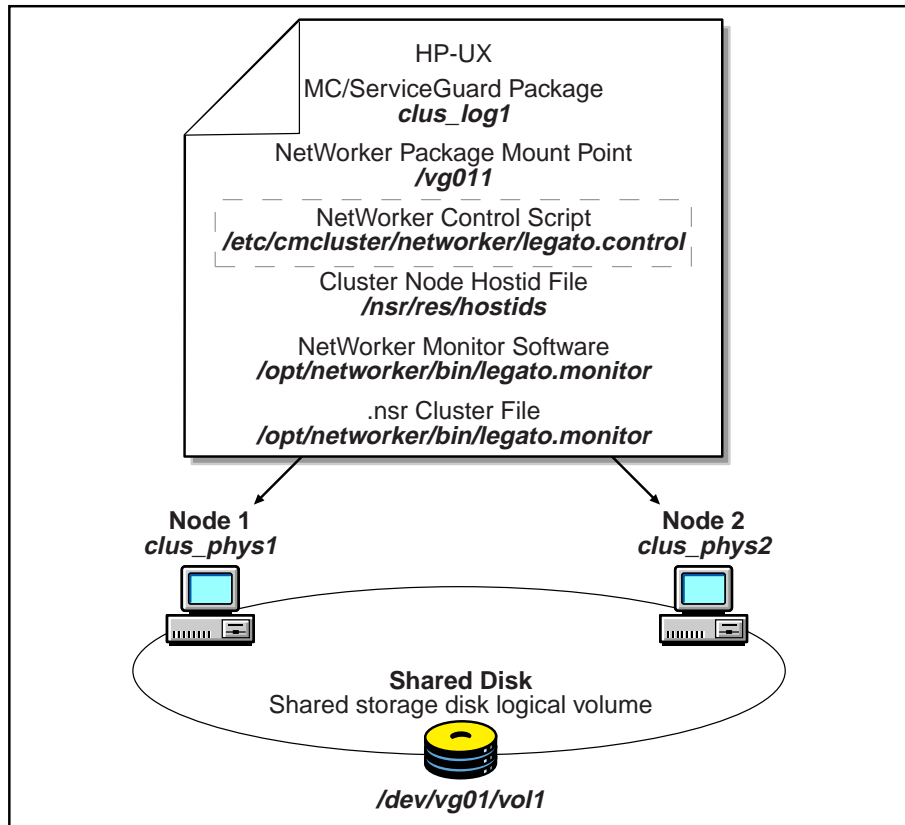 HP-UX
MC/ServiceGuard Package
clus_log1
NetWorker Package Mount Point
/vg011
NetWorker Control Script
/etc/cmcluster/networker/legato.control
Cluster Node Hostid File
/nsr/res/hostids
NetWorker Monitor Software
/opt/networker/bin/legato.monitor
.nsr Cluster File
/opt/networker/bin/legato.monitor
Node 1
clus_phys1
Node 2
clus_phys2
Shared Disk
Shared storage disk logical volume
/dev/vg01/vol1